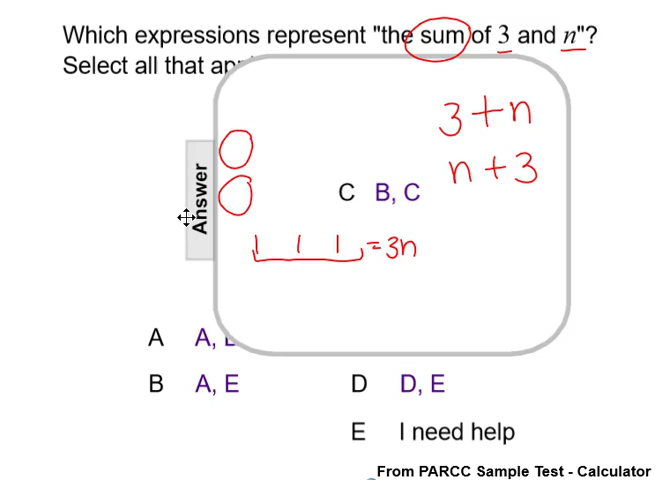 Which expressions represent "the sum of 3 and n"?
Select all that
3+n
n+3
Answer
C B, C
= 3n
A A,
B A, E D D, E
E I need help
From PARCC Sample Test - Calculator